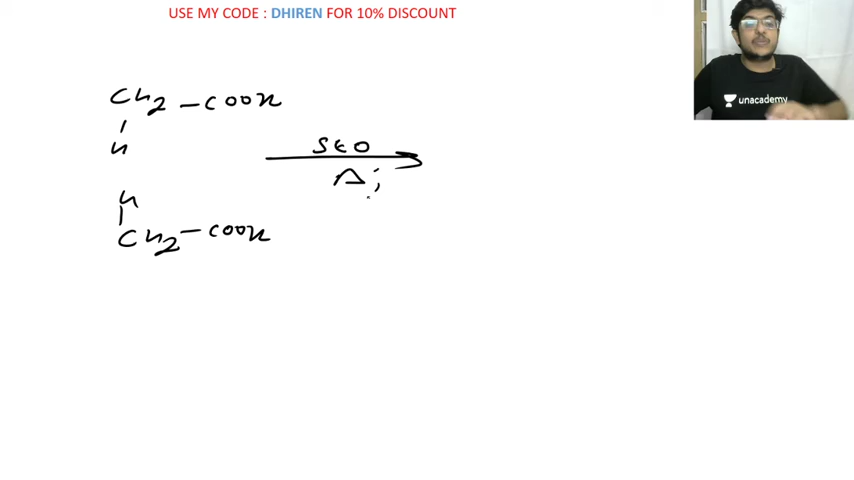 USE MY CODE : DHIREN FOR 10% DISCOUNT
unacademy
CH2 - COOH
H
SeO
Δ ;
H
CH2 - COOH